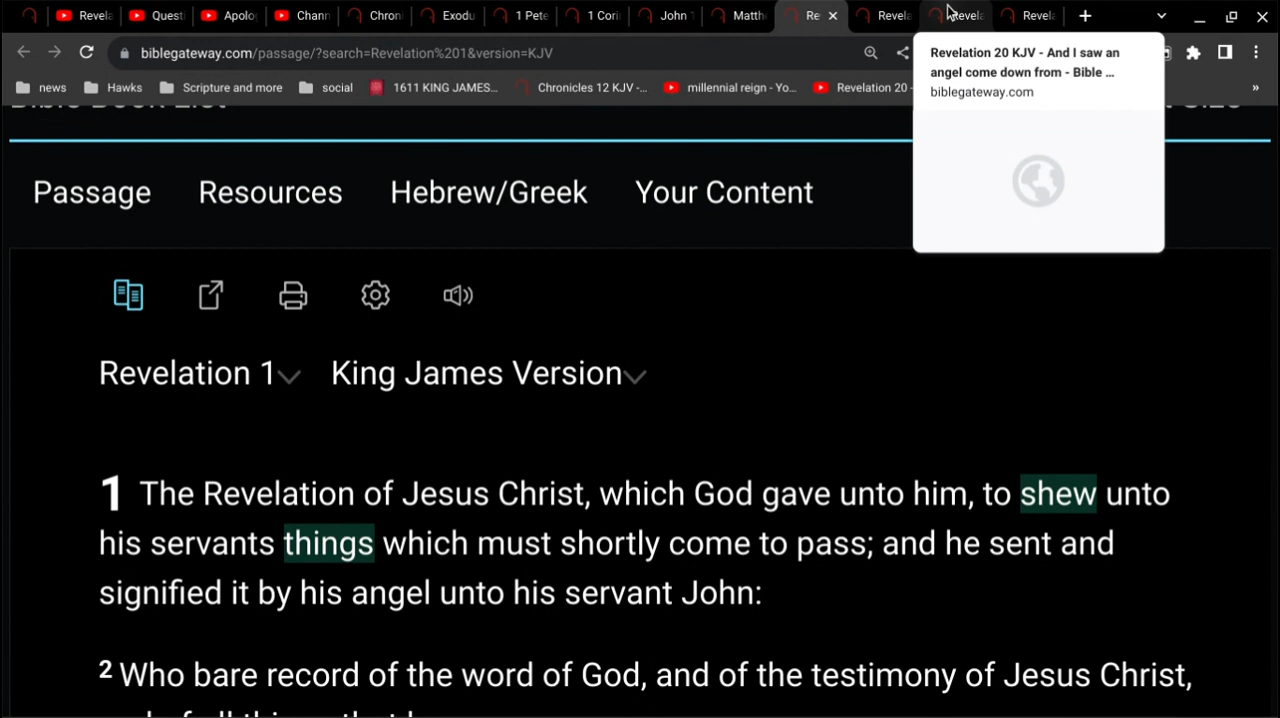 Revela
Questi
Apolo
Chann
Chroni
Exodu
1 Pete
1 Corin
John 1
Matth
Re
Revela
Revela
Revela
biblegateway.com/passage/?search=Revelation%201&version=KJV
Revelation 20 KJV - And I saw an
angel come down from - Bible ...
biblegateway.com
news
Hawks
Scripture and more
social
1611 KING JAMES...
Chronicles 12 KJV -...
millennial reign - Yo...
Revelation 20 -
Passage Resources Hebrew/Greek Your Content
Revelation 1 King James Version
1 The Revelation of Jesus Christ, which God gave unto him, to shew unto
his servants things which must shortly come to pass; and he sent and
signified it by his angel unto his servant John:
2 Who bare record of the word of God, and of the testimony of Jesus Christ,